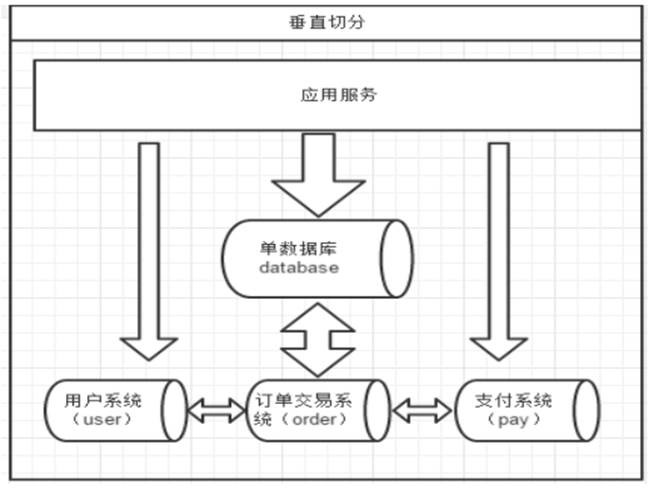 垂直切分
应用服务
单数据库
database
用户系统
（user）
订单交易系
统（order）
支付系统
（pay）